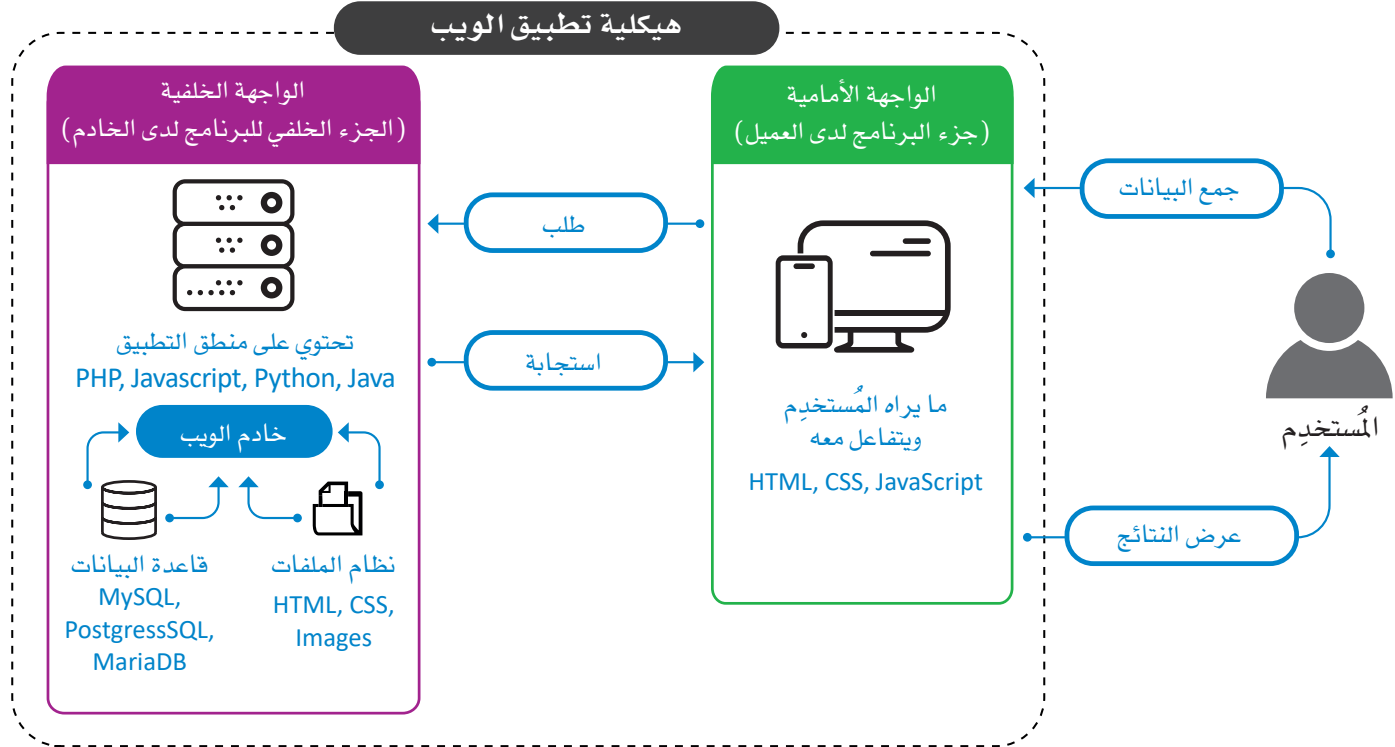 هيكلية تطبيق الويب
الواجهة الأمامية
(جزء البرنامج لدى العميل)
ما يراه المُستخدِم
ويتفاعل معه
HTML, CSS, JavaScript
جمع البيانات
المُستخدِم
عرض النتائج
طلب
استجابة
الواجهة الخلفية
(الجزء الخلفي للبرنامج لدى الخادم)
تحتوي على منطق التطبيق
PHP, Javascript, Python, Java
خادم الويب
نظام الملفات
HTML, CSS,
Images
قاعدة البيانات
MySQL,
PostgressSQL,
MariaDB